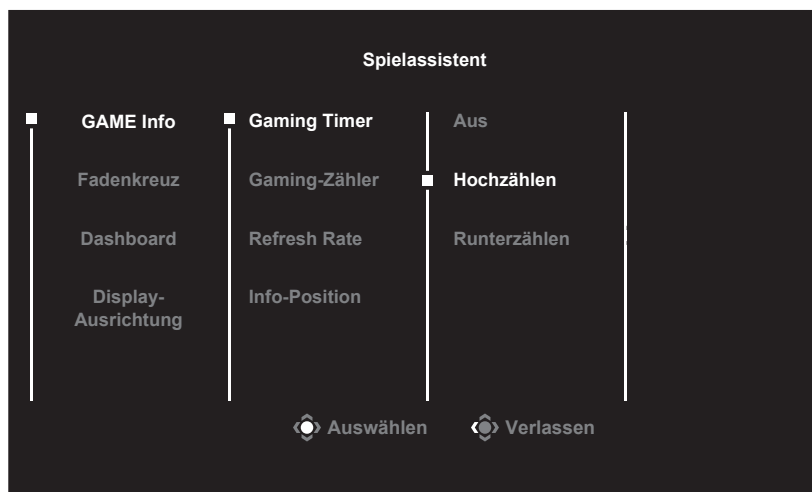 Spielassistent
GAME Info
Fadenkreuz
Dashboard
Display-
Ausrichtung
Gaming Timer
Gaming-Zähler
Refresh Rate
Info-Position
Aus
Hochzählen
Runterzählen
Auswählen
Verlassen